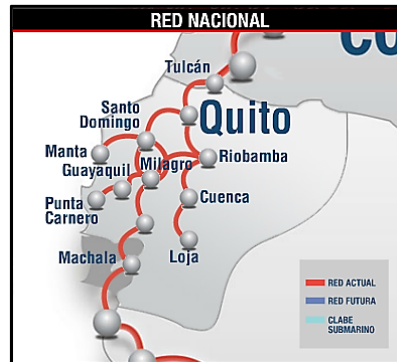 RED NACIONAL
CO
Tulcán
Santo
Domingo
Quito
Manta
Milagro
Riobamba
Guayaquil
Punta
Carnero
Cuenca
Machala
Loja
RED ACTUAL
RED FUTURA
CLABE
SUBMARINO